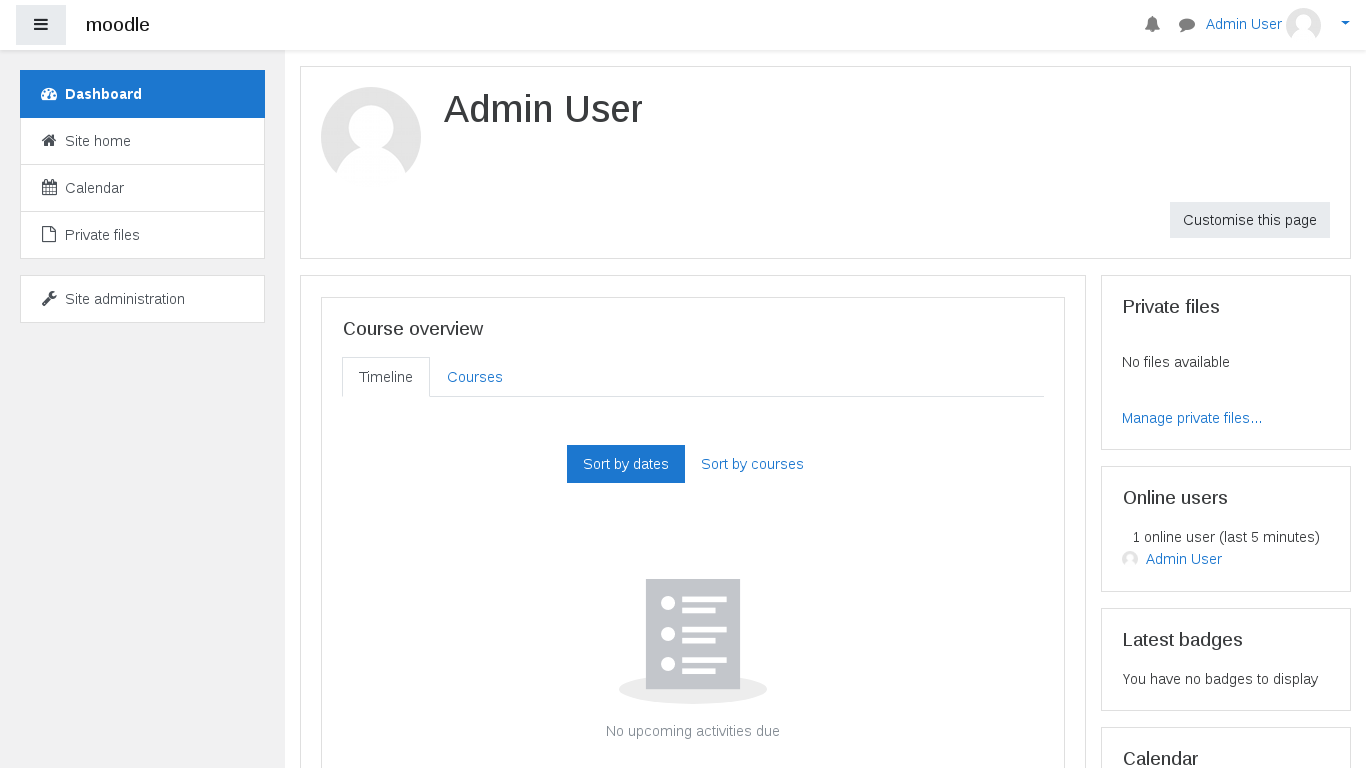 moodle
Admin User
Dashboard
Site home
Calendar
Private files
Site administration
Admin User
Customise this page
Course overview
Timeline
Courses
Sort by dates
Sort by courses
No upcoming activities due
Private files
No files available
Manage private files...
Online users
1 online user (last 5 minutes)
Admin User
Latest badges
You have no badges to display
Calendar